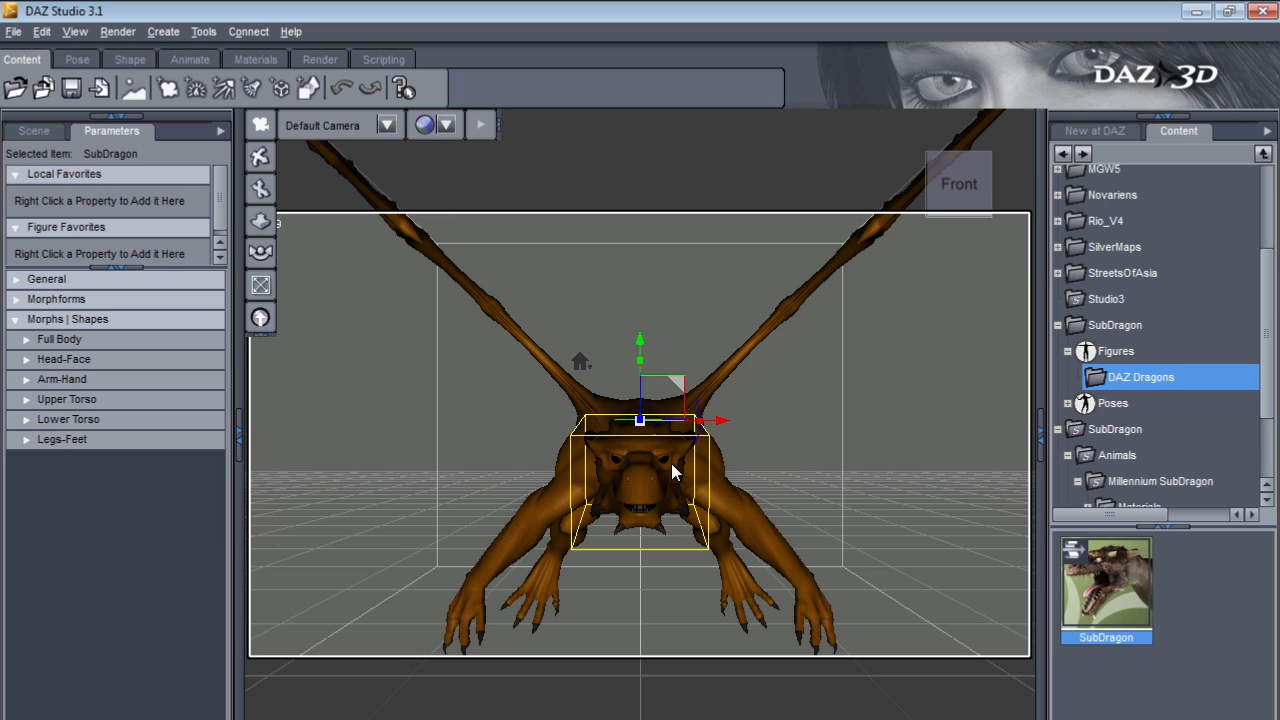 DAZ Studio 3.1
File Edit View Render Create Tools Connect Help
Content Pose Shape Animate Materials Render Scripting
DAZ 3D
Scene Parameters
Selected Item: SubDragon
Local Favorites
Right Click a Property to Add it Here
Figure Favorites
Right Click a Property to Add it Here
General
Morphforms
Morphs | Shapes
Full Body
Head-Face
Arm-Hand
Upper Torso
Lower Torso
Legs-Feet
Default Camera
Front
New at DAZ Content
MGW5
Novariens
Rio_V4
SilverMaps
StreetsOfAsia
Studio3
SubDragon
Figures
DAZ Dragons
Poses
SubDragon
Animals
Millennium SubDragon
Materials
SubDragon